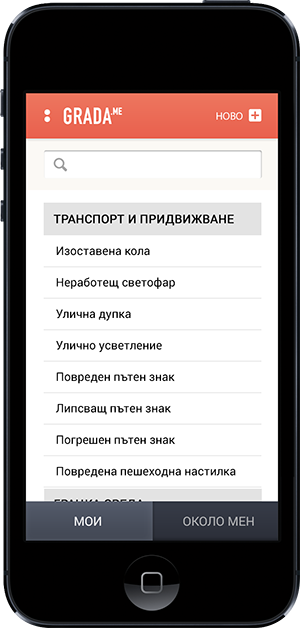 GRADA.ME
НОВО
ТРАНСПОРТ И ПРИДВИЖВАНЕ
Изоставена кола
Неработещ светофар
Улична дупка
Улично усветление
Повреден пътен знак
Липсващ пътен знак
Погрешен пътен знак
Повредена пешеходна настилка
МОИ
ОКОЛО МЕН